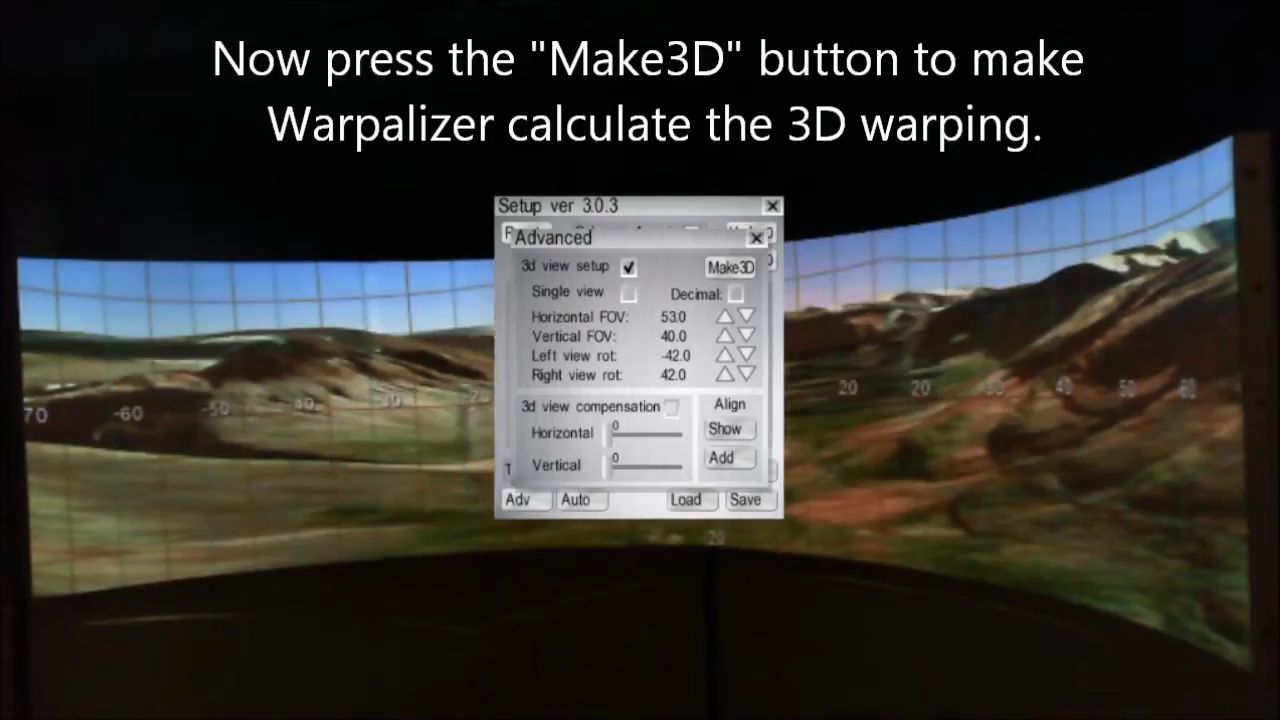 Now press the "Make3D" button to make
Warpalizer calculate the 3D warping.
Setup ver 3.0.3
Advanced
3d view setup Make3D
Single view Decimal:
Horizontal FOV: 53.0
Vertical FOV: 40.0
Left view rot: -42.0
Right view rot: 42.0
3d view compensation Align
Horizontal 0 Show
Vertical 0 Add
Adv Auto Load Save
70 -60 -50 40 30 20 20 30 40 50 60
20